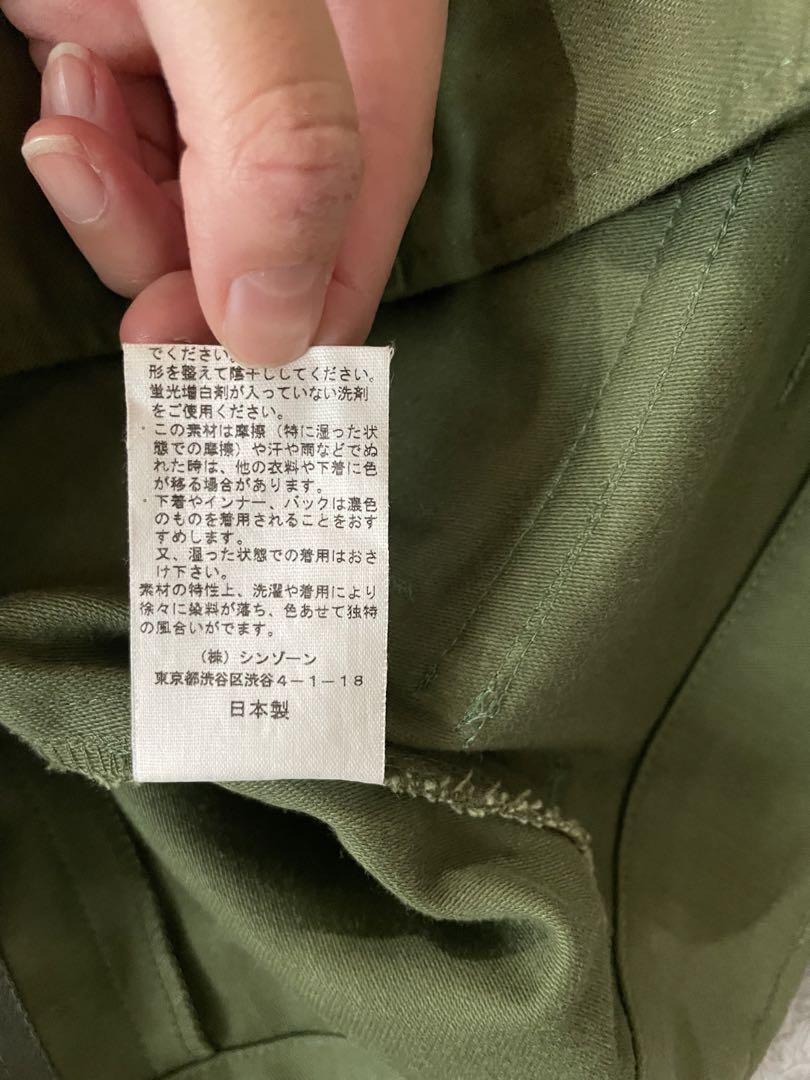 でください。
形を整えて陰干ししてください。
蛍光増白剤が入っていない洗剤
をご使用ください。
・この素材は摩擦（特に湿った状
態での摩擦）や汗や雨などでぬ
れた時は、他の衣料や下着に色
が移る場合があります。
・下着やインナー、バックは濃色
のものを着用されることをおす
すめします。
又、湿った状態での着用はおさ
け下さい。
素材の特性上、洗濯や着用により
徐々に染料が落ち、色あせて独特
の風合いがでます。
（株）シンゾーン
東京都渋谷区渋谷４－１－１８
日本製